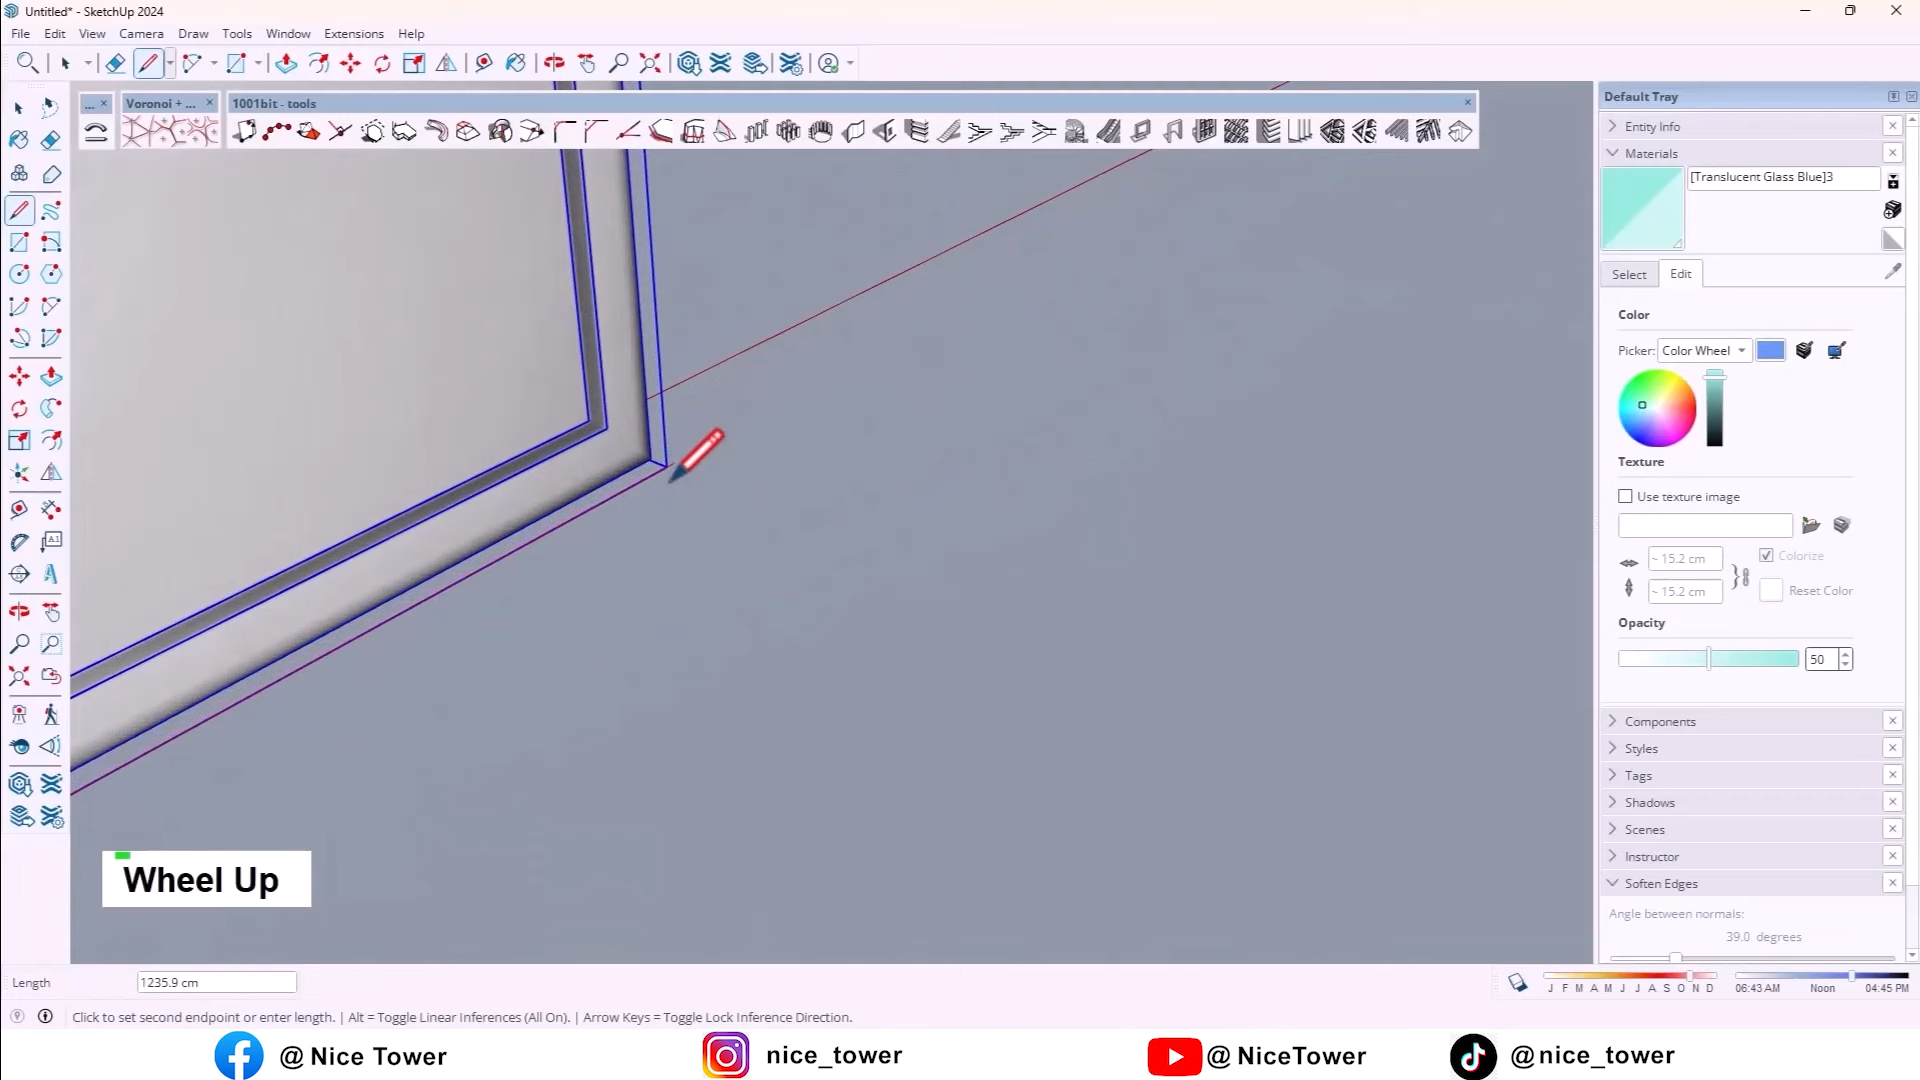 Untitled* - SketchUp 2024
File Edit View Camera Draw Tools Window Extensions Help
... Voronoi + ... 1001bit - tools
Default Tray
Entity Info
Materials
[Translucent Glass Blue]3
Select Edit
Color
Picker: Color Wheel
Texture
Use texture image
~ 15.2 cm Colorize
~ 15.2 cm Reset Color
Opacity
50
Components
Styles
Tags
Shadows
Scenes
Instructor
Soften Edges
Angle between normals:
39.0 degrees
A1
Wheel Up
Length 1235.9 cm
J F M A M J J A S O N D 06:43 AM Noon 04:45 PM
Click to set second endpoint or enter length. | Alt = Toggle Linear Inferences (All On). | Arrow Keys = Toggle Lock Inference Direction.
@ Nice Tower nice_tower @ NiceTower @nice_tower